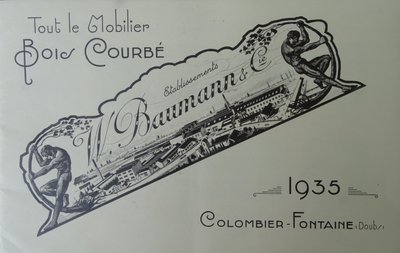 Tout le Mobilier
Bois Courbé
Etablissements
W. Baumann & Cie
1935
COLOMBIER-FONTAINE (Doubs)